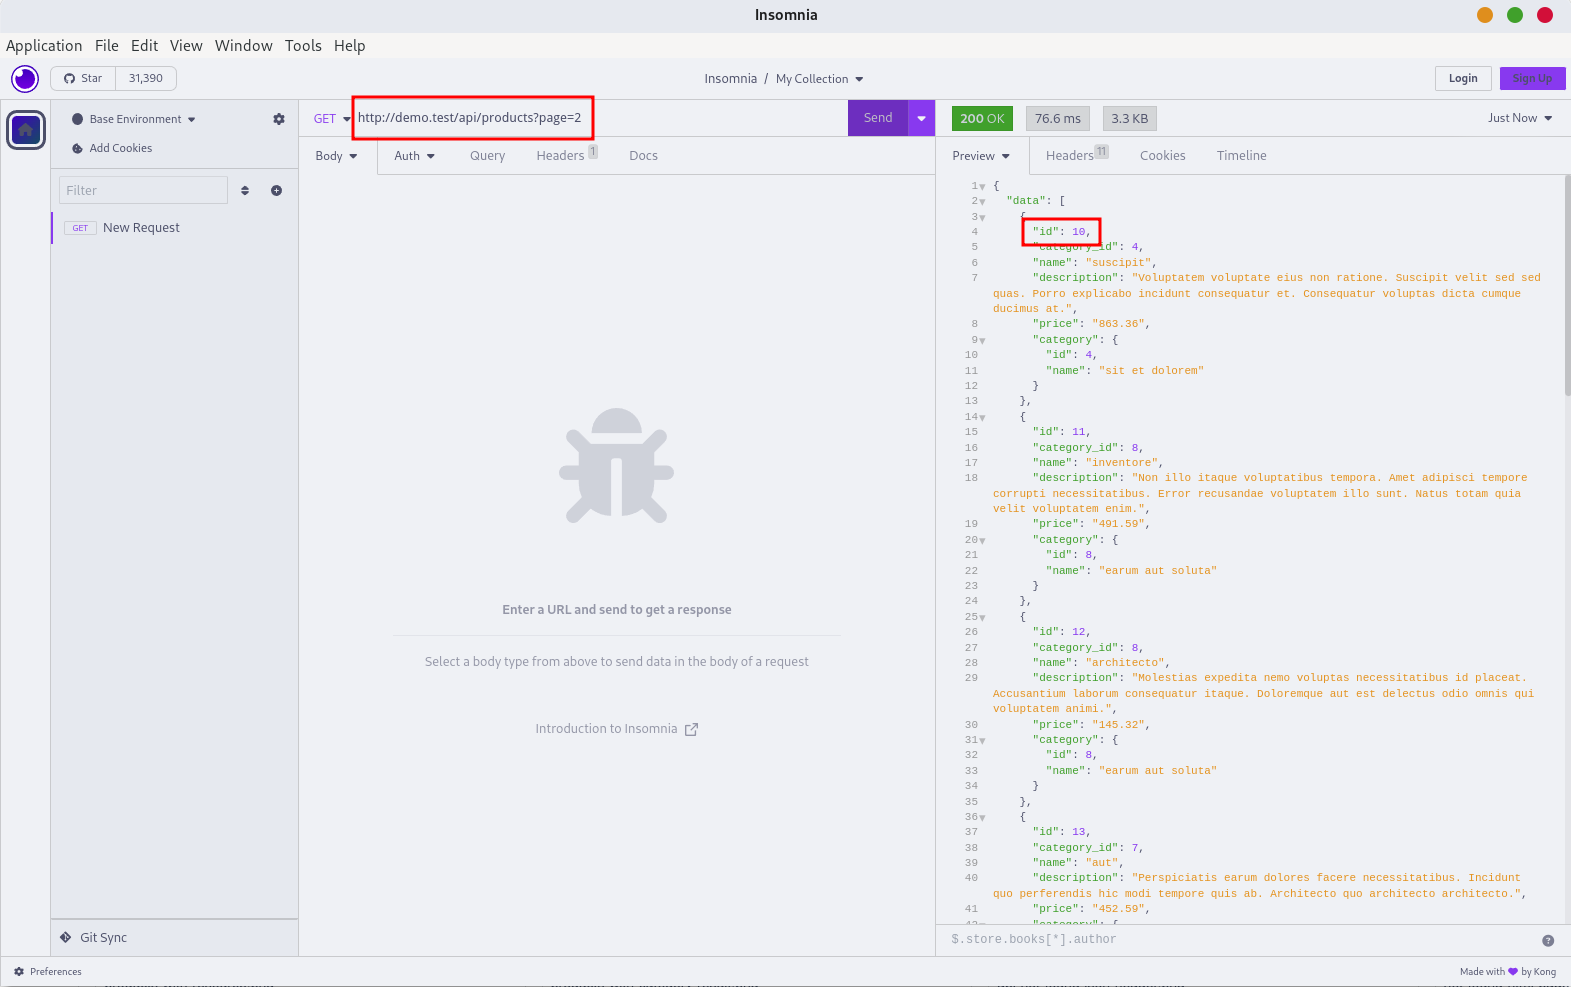 Insomnia
Application File Edit View Window Tools Help
Star 31,390
Insomnia / My Collection
Login Sign Up
Base Environment
Add Cookies
Filter
GET New Request
Git Sync
GET http://demo.test/api/products?page=2 Send
Body Auth Query Headers 1 Docs
Enter a URL and send to get a response
Select a body type from above to send data in the body of a request
Introduction to Insomnia
200 OK 76.6 ms 3.3 KB Just Now
Preview Headers 11 Cookies Timeline
1 {
2 "data": [
3 {
4 "id": 10,
5 "category_id": 4,
6 "name": "suscipit",
7 "description": "Voluptatem voluptate eius non ratione. Suscipit velit sed sed
quas. Porro explicabo incidunt consequatur et. Consequatur voluptas dicta cumque
ducimus at.",
8 "price": "863.36",
9 "category": {
10 "id": 4,
11 "name": "sit et dolorem"
12 }
13 },
14 {
15 "id": 11,
16 "category_id": 8,
17 "name": "inventore",
18 "description": "Non illo itaque voluptatibus tempora. Amet adipisci tempore
corrupti necessitatibus. Error recusandae voluptatem illo sunt. Natus totam quia
velit voluptatem enim.",
19 "price": "491.59",
20 "category": {
21 "id": 8,
22 "name": "earum aut soluta"
23 }
24 },
25 {
26 "id": 12,
27 "category_id": 8,
28 "name": "architecto",
29 "description": "Molestias expedita nemo voluptas necessitatibus id placeat.
Accusantium laborum consequatur itaque. Doloremque aut est delectus odio omnis qui
voluptatem animi.",
30 "price": "145.32",
31 "category": {
32 "id": 8,
33 "name": "earum aut soluta"
34 }
35 },
36 {
37 "id": 13,
38 "category_id": 7,
39 "name": "aut",
40 "description": "Perspiciatis earum dolores facere necessitatibus. Incidunt
quo perferendis hic modi tempore quis ab. Architecto quo architecto architecto.",
41 "price": "452.59",
42 "category": {
$.store.books[*].author
Preferences
Made with by Kong